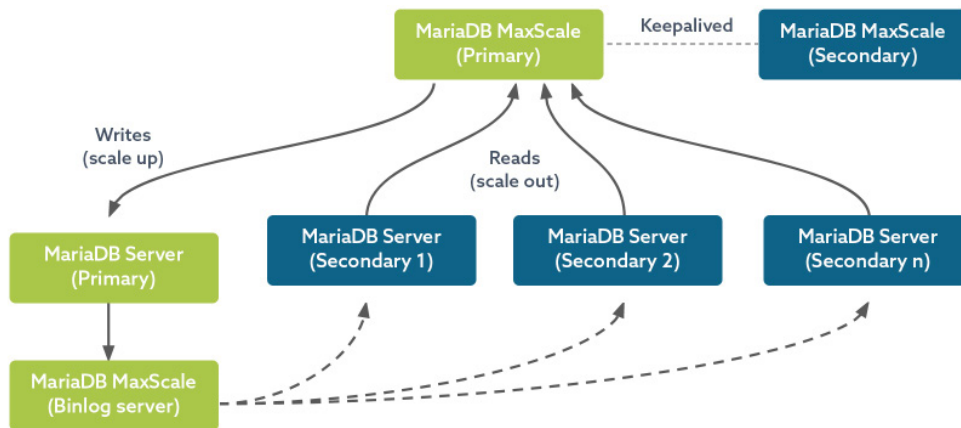 MariaDB MaxScale
(Primary)
Keepalived
MariaDB MaxScale
(Secondary)
Writes
(scale up)
Reads
(scale out)
MariaDB Server
(Primary)
MariaDB Server
(Secondary 1)
MariaDB Server
(Secondary 2)
MariaDB Server
(Secondary n)
MariaDB MaxScale
(Binlog server)